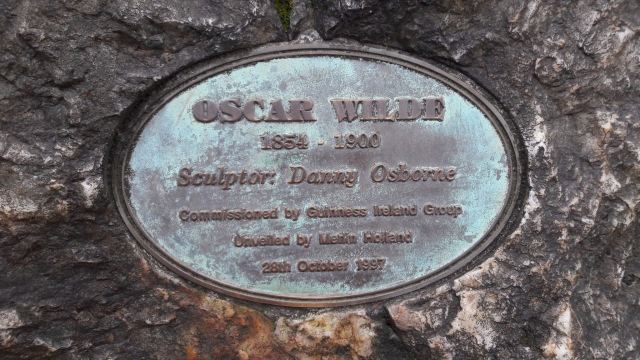 OSCAR WILDE
1854 - 1900
Sculptor: Danny Osborne
Commissioned by Guinness Ireland Group
Unveiled by Merlin Holland
28th October 1997